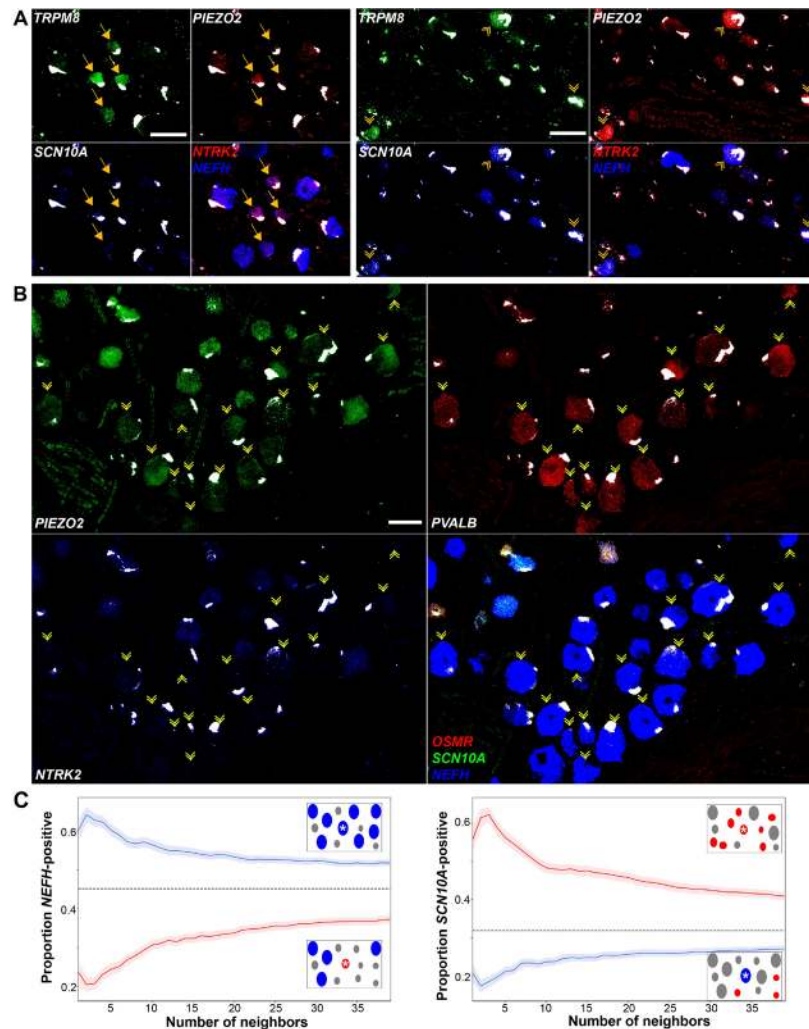 A
TRPM8
PIEZO2
TRPM8
PIEZO2
SCN10A
NTRK2
NEFH
SCN10A
NTRK2
NEFH
B
PIEZO2
PVALB
NTRK2
OSMR
SCN10A
NEFH
C
Proportion NEFH-positive
0.6
0.4
0.2
5 10 15 20 25 30 35
Number of neighbors
Proportion SCN10A-positive
0.6
0.4
0.2
5 10 15 20 25 30 35
Number of neighbors